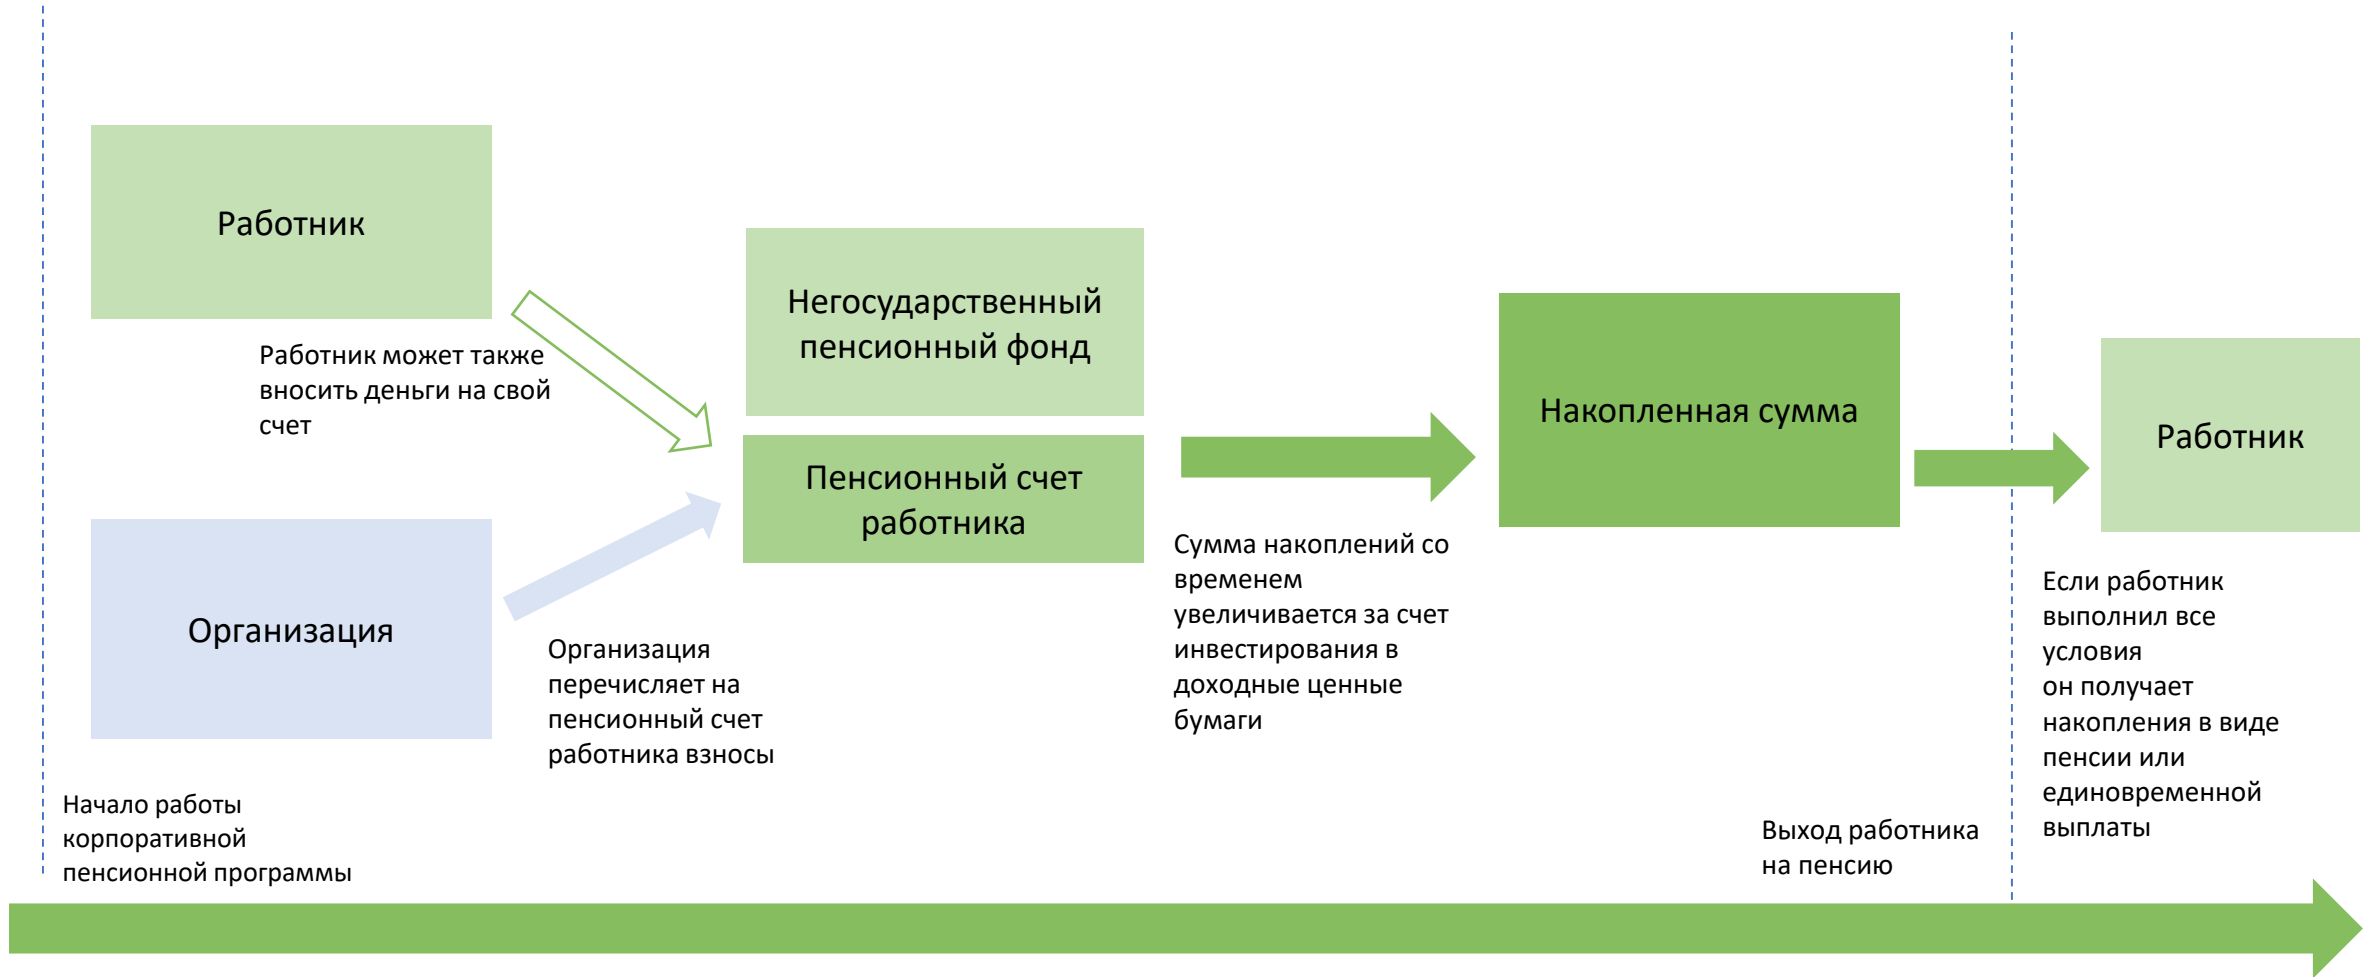 Работник
Работник может также
вносить деньги на свой
счет
Организация
Организация
перечисляет на
пенсионный счет
работника взносы
Начало работы
корпоративной
пенсионной программы
Негосударственный
пенсионный фонд
Пенсионный счет
работника
Сумма накоплений со
временем
увеличивается за счет
инвестирования в
доходные ценные
бумаги
Накопленная сумма
Выход работника
на пенсию
Работник
Если работник
выполнил все
условия
он получает
накопления в виде
пенсии или
единовременной
выплаты